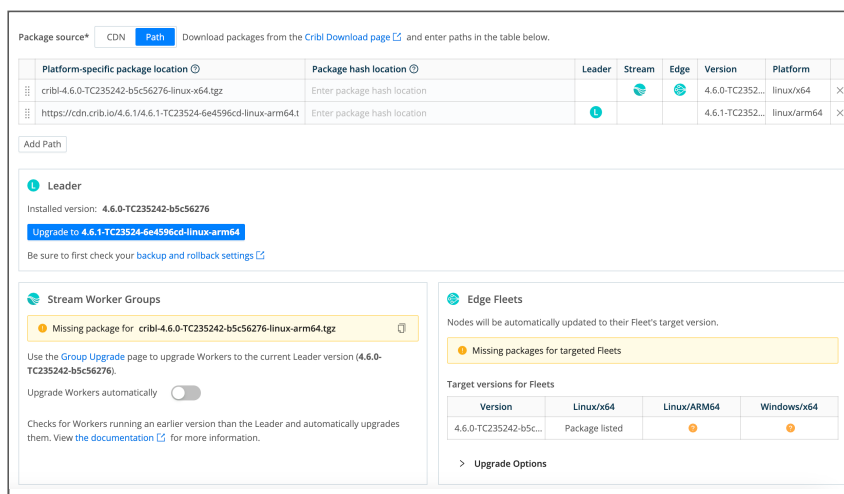 Package source* CDN Path Download packages from the Cribl Download page and enter paths in the table below.
Platform-specific package location Package hash location Leader Stream Edge Version Platform
cribl-4.6.0-TC235242-b5c56276-linux-x64.tgz Enter package hash location 4.6.0-TC2352... linux/x64
https://cdn.crib.io/4.6.1/4.6.1-TC23524-6e4596cd-linux-arm64.t Enter package hash location L 4.6.1-TC2352... linux/arm64
Add Path
L Leader
Installed version: 4.6.0-TC235242-b5c56276
Upgrade to 4.6.1-TC23524-6e4596cd-linux-arm64
Be sure to first check your backup and rollback settings
Stream Worker Groups
Missing package for cribl-4.6.0-TC235242-b5c56276-linux-arm64.tgz
Use the Group Upgrade page to upgrade Workers to the current Leader version (4.6.0-
TC235242-b5c56276).
Upgrade Workers automatically
Checks for Workers running an earlier version than the Leader and automatically upgrades
them. View the documentation for more information.
Edge Fleets
Nodes will be automatically updated to their Fleet's target version.
Missing packages for targeted Fleets
Target versions for Fleets
Version Linux/x64 Linux/ARM64 Windows/x64
4.6.0-TC235242-b5c... Package listed
Upgrade Options